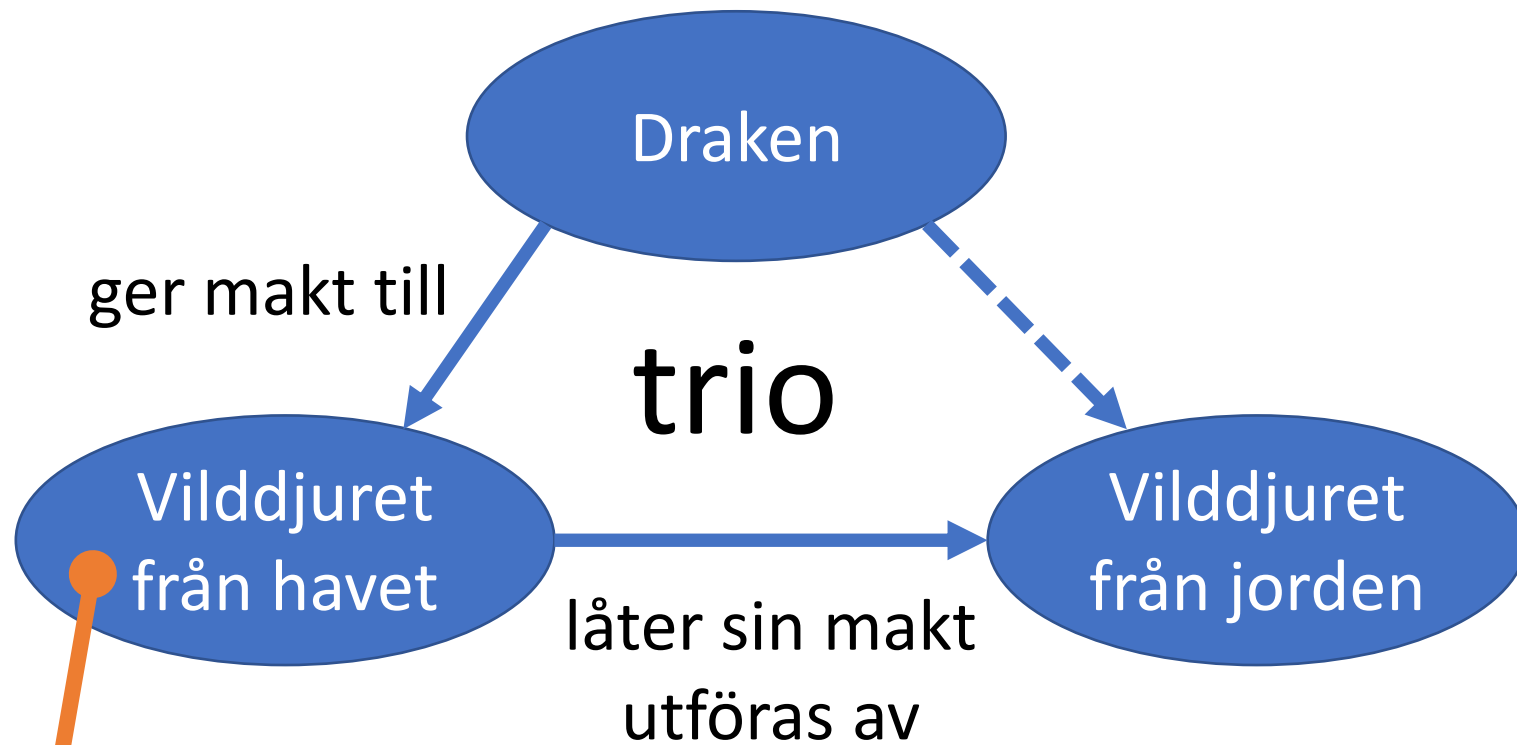 Draken
ger makt till
trio
Vilddjuret
från havet
Vilddjuret
från jorden
låter sin makt
utföras av